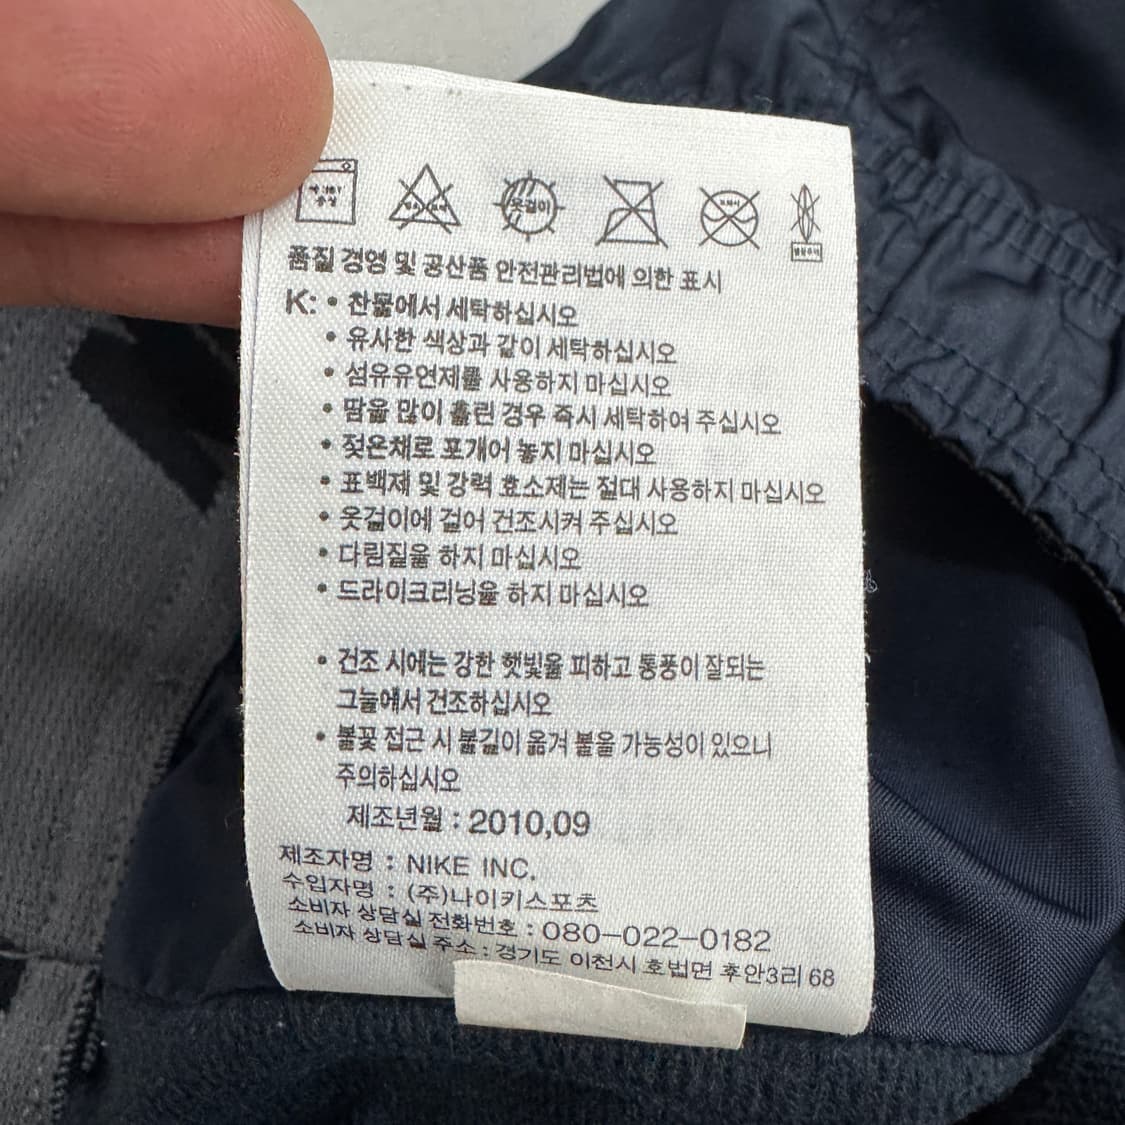 옷걸이
품질 경영 및 공산품 안전관리법에 의한 표시
K: • 찬물에서 세탁하십시오
• 유사한 색상과 같이 세탁하십시오
• 섬유유연제를 사용하지 마십시오
• 땀을 많이 흘린 경우 즉시 세탁하여 주십시오
• 젖은채로 포개어 놓지 마십시오
• 표백제 및 강력 효소제는 절대 사용하지 마십시오
• 옷걸이에 걸어 건조시켜 주십시오
• 다림질을 하지 마십시오
• 드라이크리닝을 하지 마십시오
• 건조 시에는 강한 햇빛을 피하고 통풍이 잘되는
그늘에서 건조하십시오
• 불꽃 접근 시 불길이 옮겨 붙을 가능성이 있으니
주의하십시오
제조년월 : 2010,09
제조자명 : NIKE INC.
수입자명 : (주)나이키스포츠
소비자 상담실 전화번호 : 080-022-0182
소비자 상담실 주소 : 경기도 이천시 호법면 후안3리 68